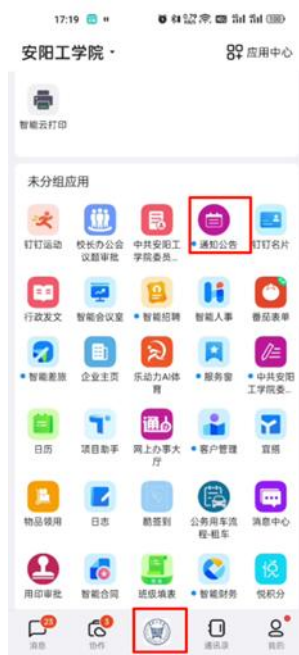 17:19
安阳工学院
应用中心
智能云打印
未分组应用
钉钉运动 校长办公会 中共安阳工 通知公告 钉钉名片
议题审批 学院委员...
行政发文 智能会议室 智能招聘 智能人事 番茄表单
智能差旅 企业主页 乐动力AI体 服务窗 中共安阳
育 工学院委...
日历 项目助手 网上办事大 客户管理 宜搭
厅
物品领用 日志 酷签到 公务用车流 消息中心
程-租车
用印审批 智能合同 班级填表 智能财务 悦积分
消息 协作 通讯录 我的